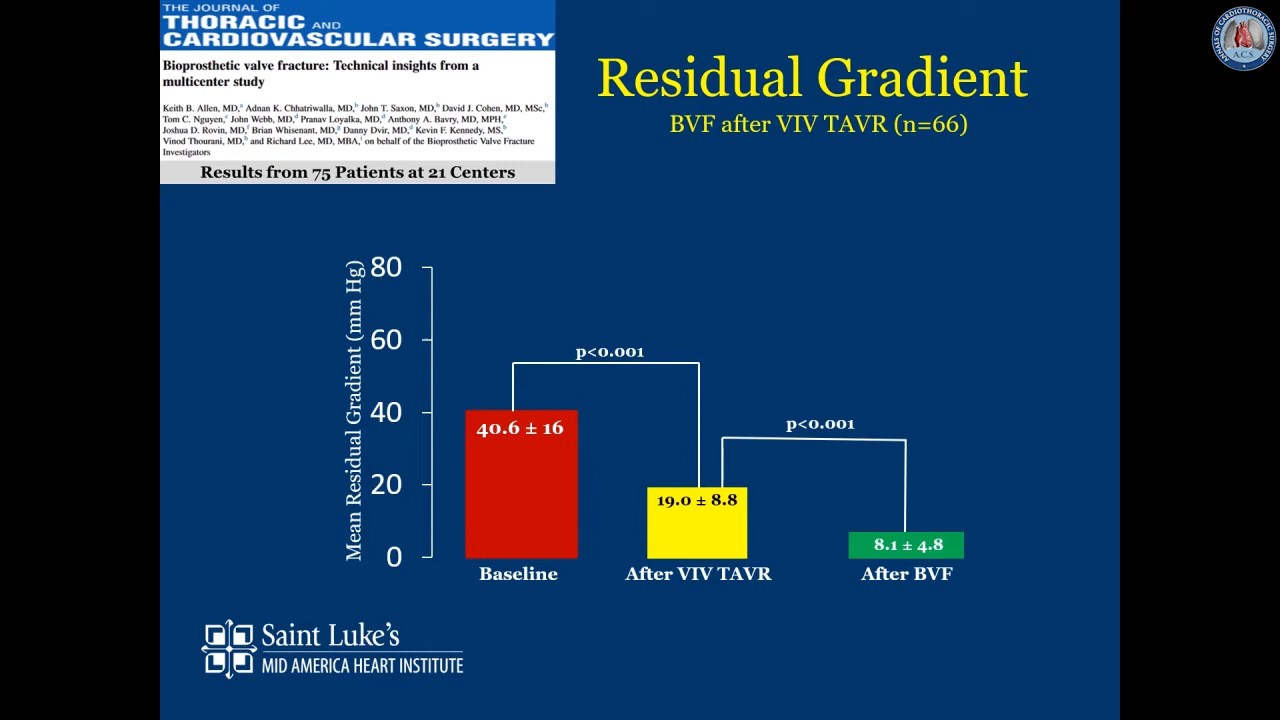 THE JOURNAL OF
THORACIC AND
CARDIOVASCULAR SURGERY
Bioprosthetic valve fracture: Technical insights from a
multicenter study
Keith B. Allen, MD,a Adnan K. Chhatriwalla, MD,b John T. Saxon, MD,b David J. Cohen, MD, MSc,b
Tom C. Nguyen,c John Webb, MD,d Pranav Loyalka, MD,d Anthony A. Bavry, MD, MPH,e
Joshua D. Rovin, MD,f Brian Whisenant, MD,g Danny Dvir, MD,d Kevin F. Kennedy, MS,b
Vinod Thourani, MD,h and Richard Lee, MD, MBA,i on behalf of the Bioprosthetic Valve Fracture
Investigators
Results from 75 Patients at 21 Centers
Residual Gradient
BVF after VIV TAVR (n=66)
ANNALS OF CARDIOTHORACIC SURGERY
A C S
Mean Residual Gradient (mm Hg)
80
60
40
20
0
p<0.001
p<0.001
40.6 ± 16
19.0 ± 8.8
8.1 ± 4.8
Baseline
After VIV TAVR
After BVF
Saint Luke's
MID AMERICA HEART INSTITUTE